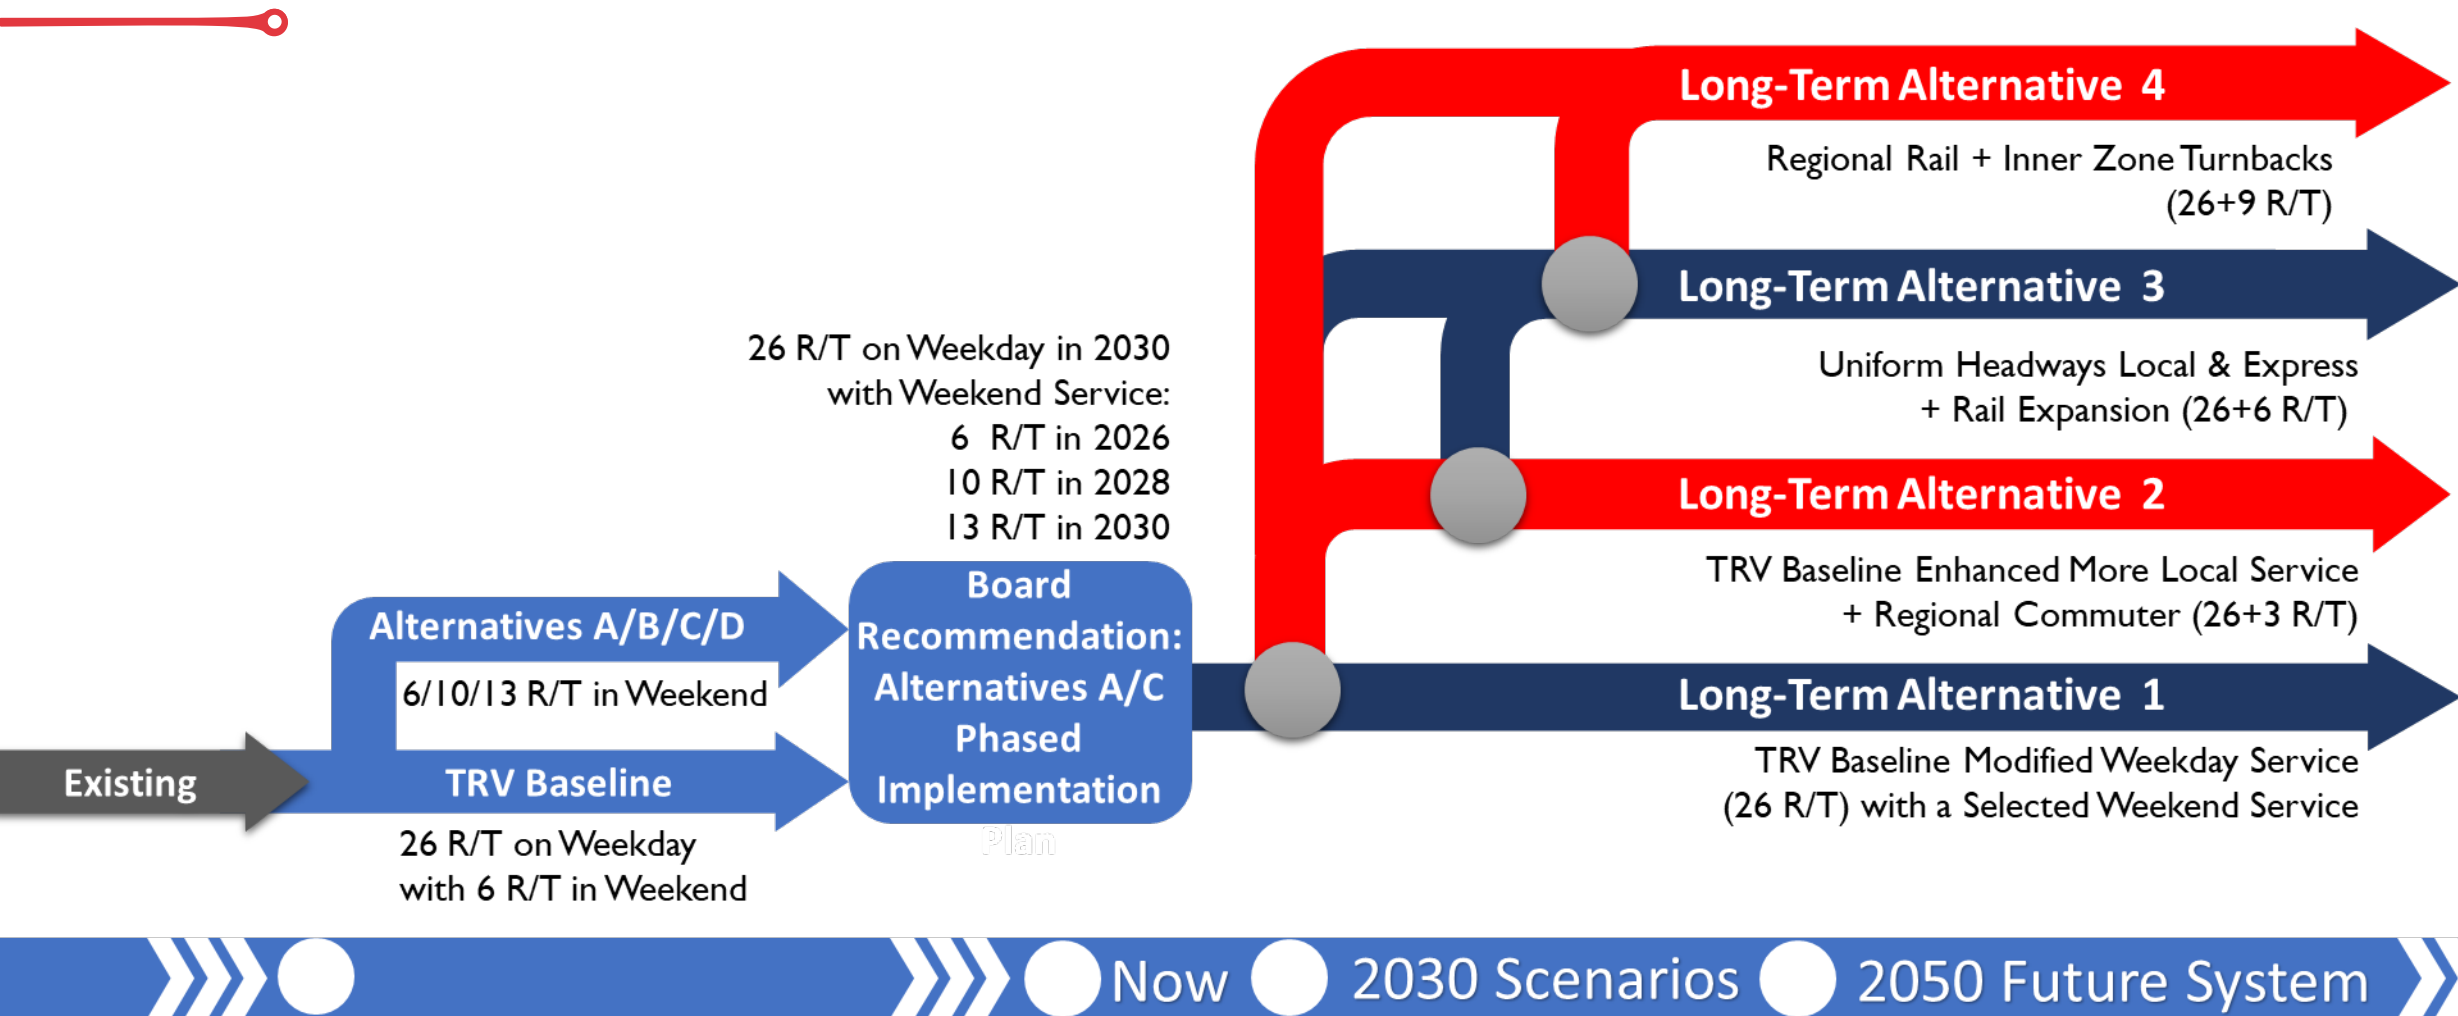 Long-Term Alternative 4
Regional Rail + Inner Zone Turnbacks
(26+9 R/T)
Long-Term Alternative 3
Uniform Headways Local & Express
+ Rail Expansion (26+6 R/T)
Long-Term Alternative 2
TRV Baseline Enhanced More Local Service
+ Regional Commuter (26+3 R/T)
Long-Term Alternative 1
TRV Baseline Modified Weekday Service
(26 R/T) with a Selected Weekend Service
26 R/T on Weekday in 2030
with Weekend Service:
6 R/T in 2026
10 R/T in 2028
13 R/T in 2030
Board
Recommendation:
Alternatives A/C
Phased
Implementation
Plan
Alternatives A/B/C/D
6/10/13 R/T in Weekend
Existing
TRV Baseline
26 R/T on Weekday
with 6 R/T in Weekend
Now
2030 Scenarios
2050 Future System